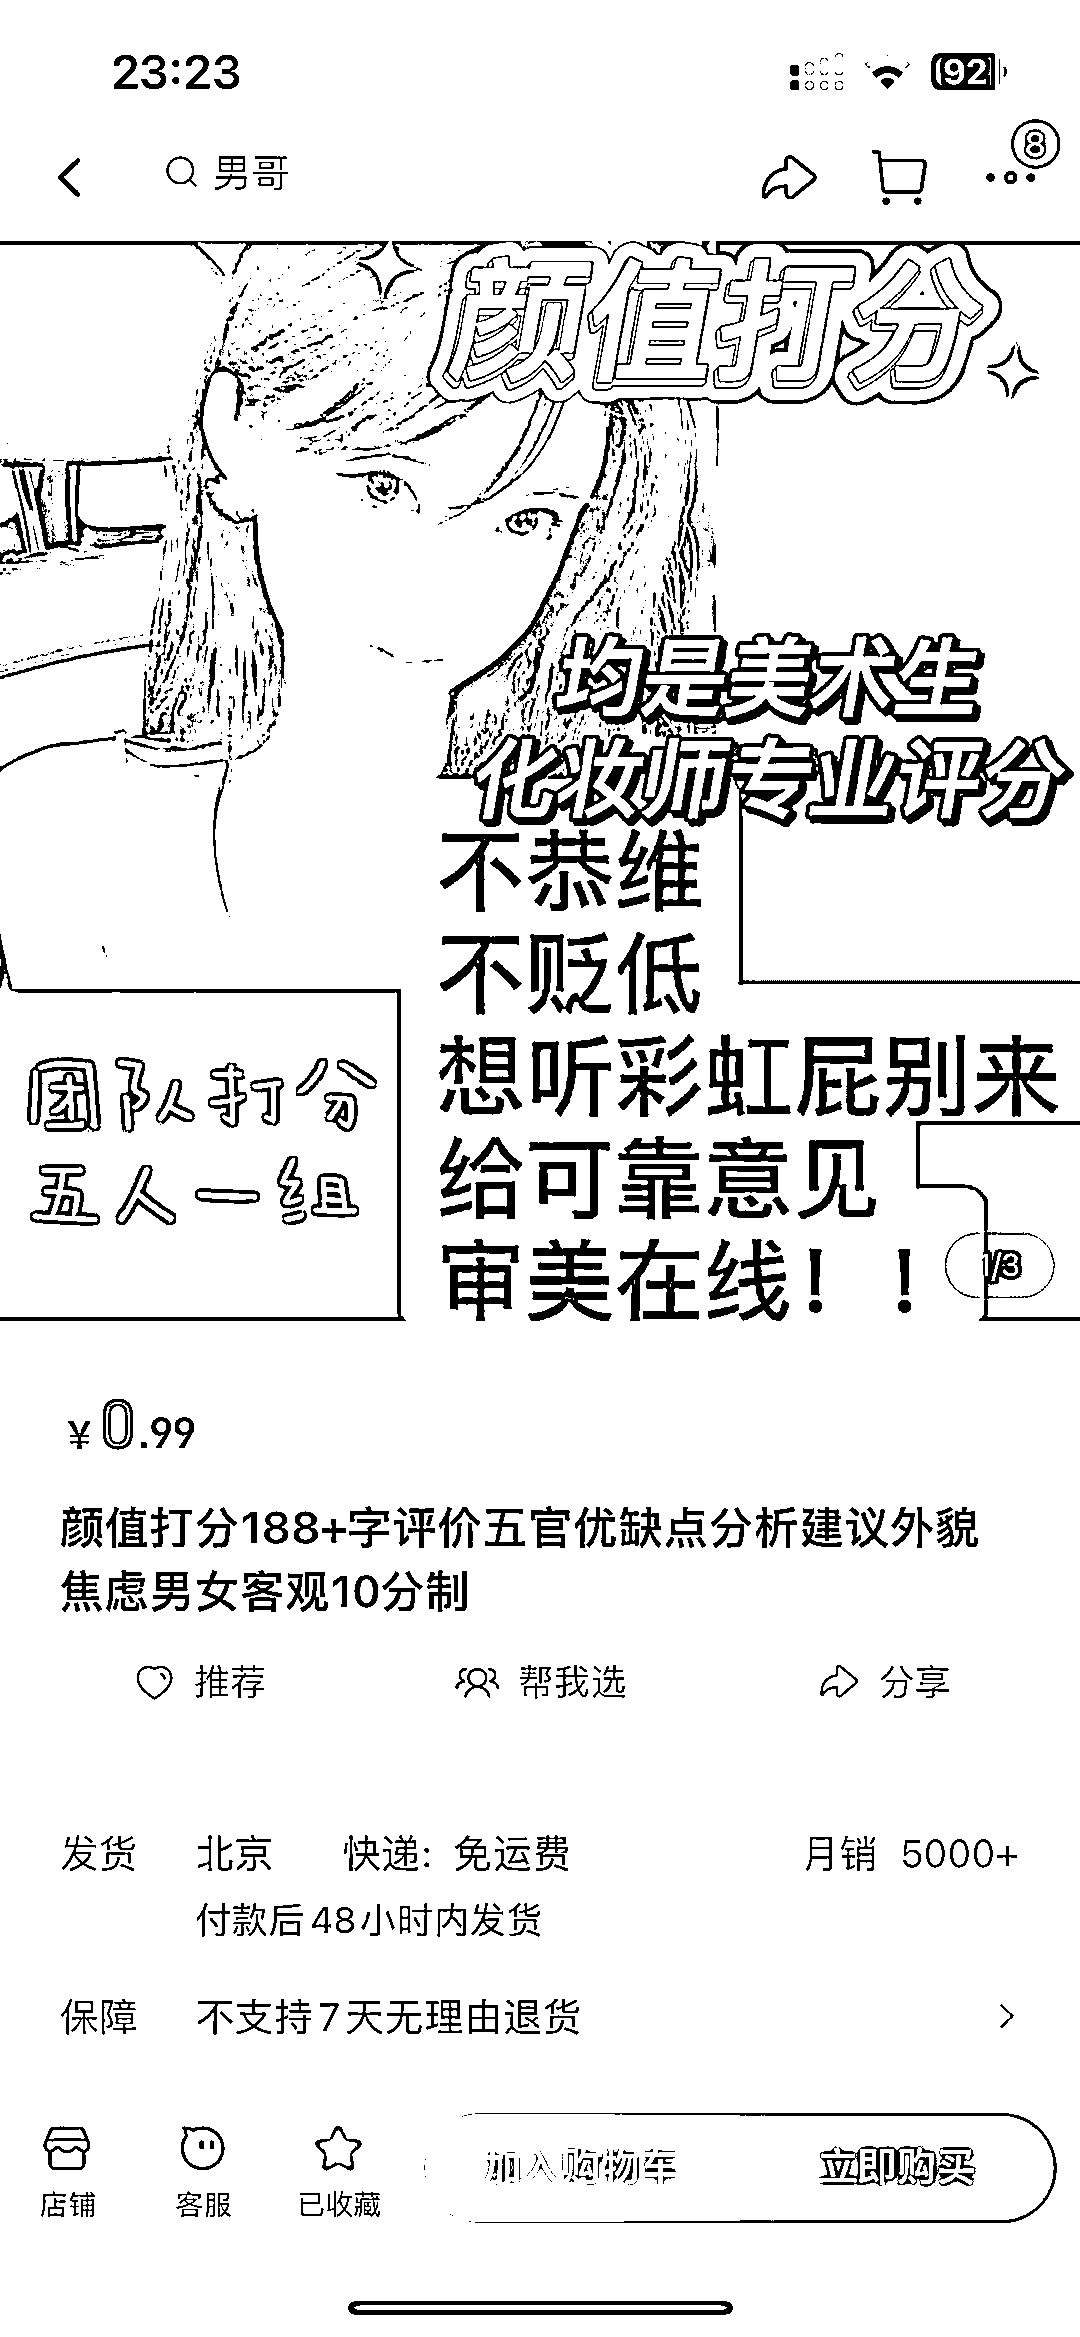 23:23
92
男哥
8
颜值打分
均是美术生
化妆师专业评分
不恭维
不贬低
想听彩虹屁别来
给可靠意见
审美在线！！
团队打分
五人一组
1/3
¥0.99
颜值打分188+字评价五官优缺点分析建议外貌
焦虑男女客观10分制
推荐 帮我选 分享
发货 北京 快递: 免运费 月销 5000+
付款后48小时内发货
保障 不支持7天无理由退货
店铺 客服 已收藏 加入购物车 立即购买